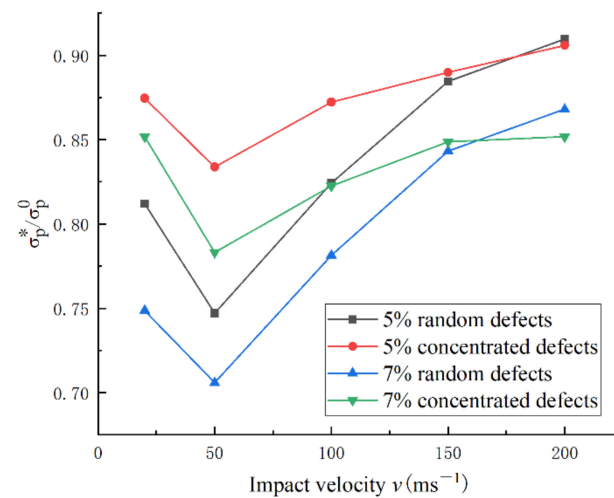 0.90
0.85
0.80
0.75
0.70
σp*/σp0
0
50
100
150
200
Impact velocity v(ms−1)
5% random defects
5% concentrated defects
7% random defects
7% concentrated defects